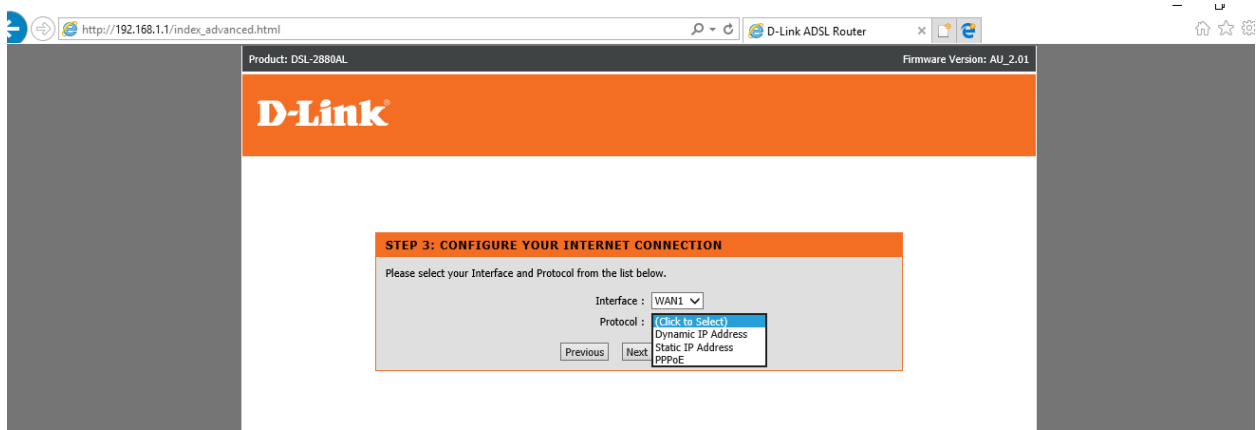 http://192.168.1.1/index_advanced.html
D-Link ADSL Router
Product: DSL-2880AL
Firmware Version: AU_2.01
D-Link®
STEP 3: CONFIGURE YOUR INTERNET CONNECTION
Please select your Interface and Protocol from the list below.
Interface : WAN1
Protocol : (Click to Select)
Dynamic IP Address
Static IP Address
PPPoE
Previous Next